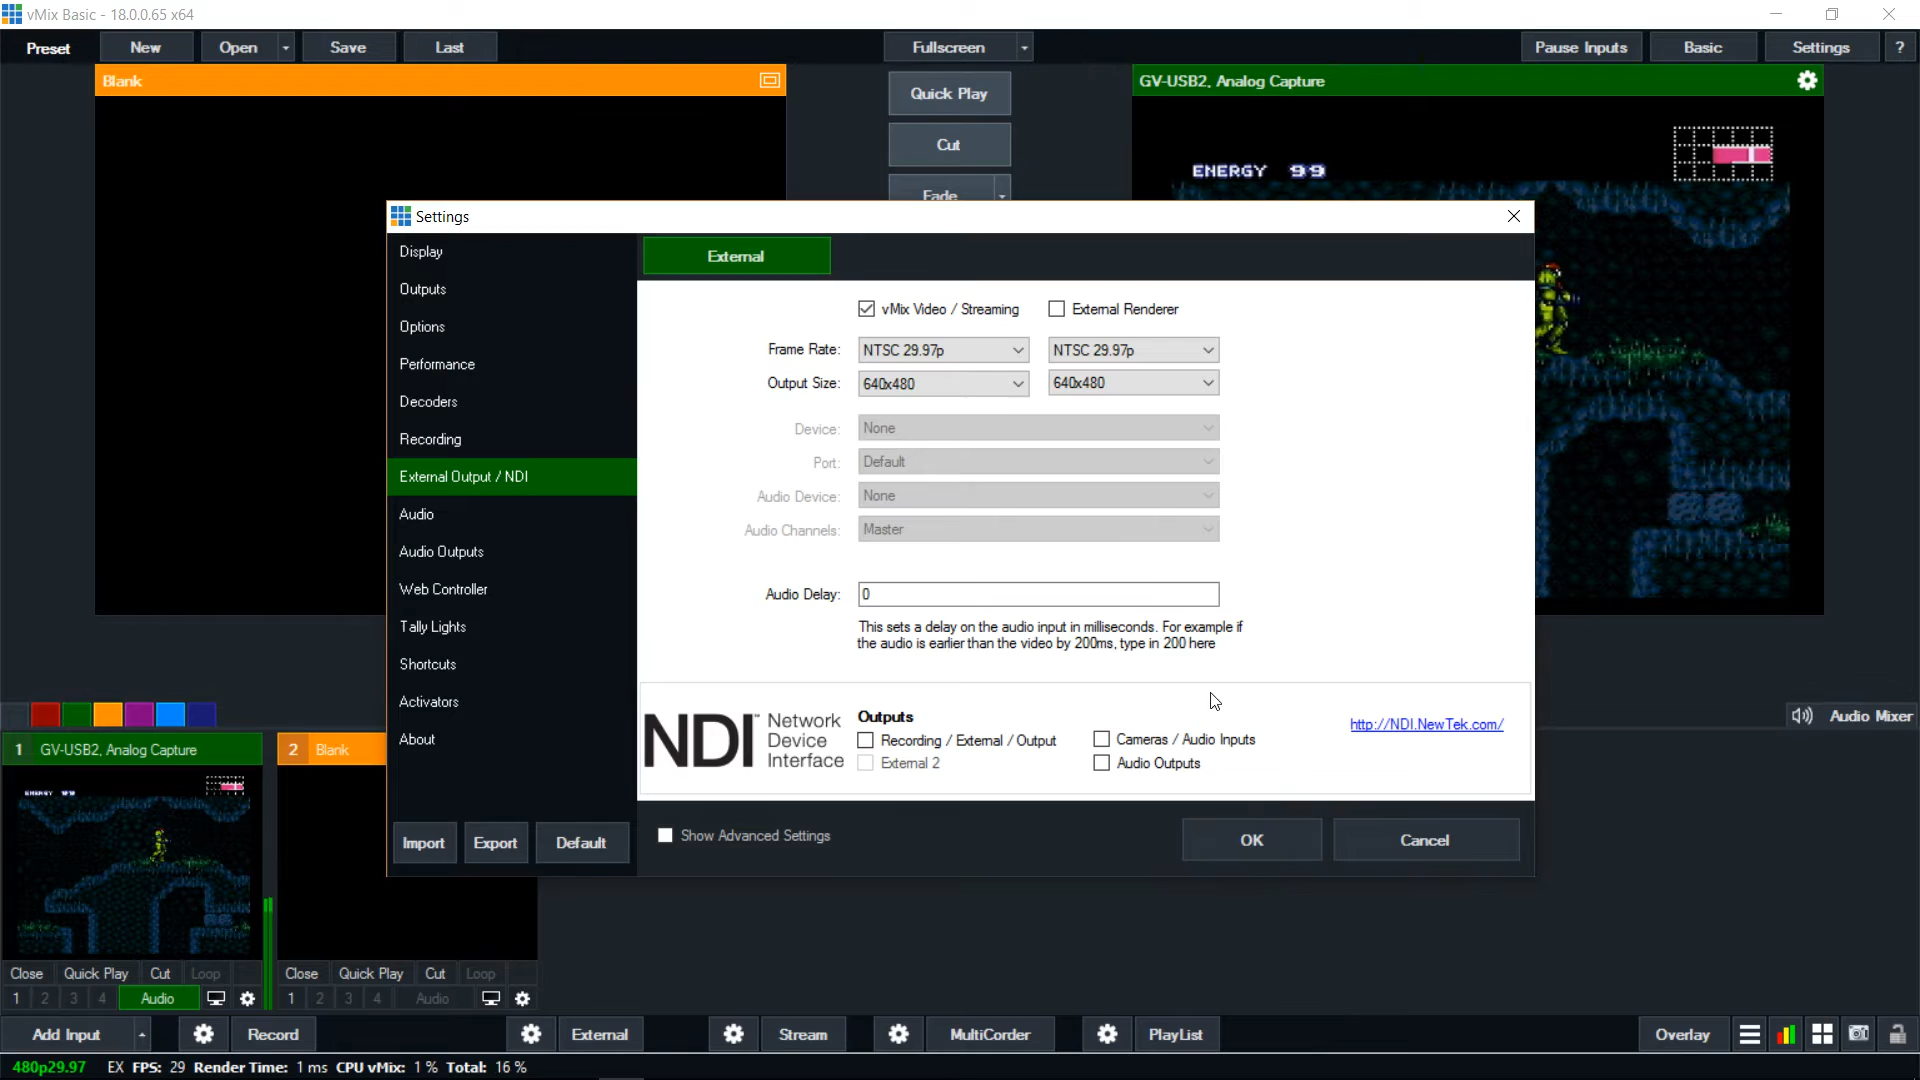 vMix Basic - 18.0.0.65 x64
Preset New Open Save Last Fullscreen Pause Inputs Basic Settings ?
Blank
Quick Play
Cut
Fade
GV-USB2, Analog Capture
ENERGY 99
Settings
Display
Outputs
Options
Performance
Decoders
Recording
External Output / NDI
Audio
Audio Outputs
Web Controller
Tally Lights
Shortcuts
Activators
About
Import Export Default
External
vMix Video / Streaming External Renderer
Frame Rate: NTSC 29.97p NTSC 29.97p
Output Size: 640x480 640x480
Device: None
Port: Default
Audio Device: None
Audio Channels: Master
Audio Delay: 0
This sets a delay on the audio input in milliseconds. For example if
the audio is earlier than the video by 200ms, type in 200 here
NDI™ Network
Device
Interface
Outputs
Recording / External / Output Cameras / Audio Inputs
External 2 Audio Outputs
http://NDI.NewTek.com/
Show Advanced Settings
OK Cancel
Audio Mixer
1 GV-USB2, Analog Capture
ENERGY 99
Close Quick Play Cut Loop
1 2 3 4 Audio
2 Blank
Close Quick Play Cut Loop
1 2 3 4 Audio
Add Input Record External Stream MultiCorder PlayList Overlay
480p29.97 EX FPS: 29 Render Time: 1 ms CPU vMix: 1 % Total: 16 %